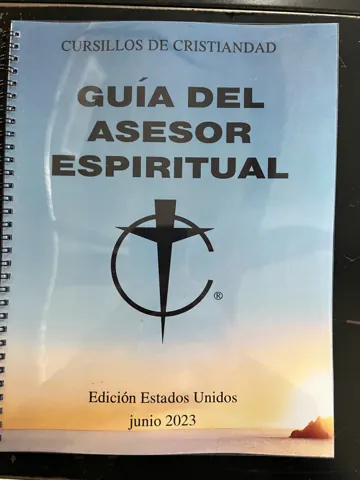 CURSILLOS DE CRISTIANDAD
GUÍA DEL
ASESOR
ESPIRITUAL
®
Edición Estados Unidos
junio 2023